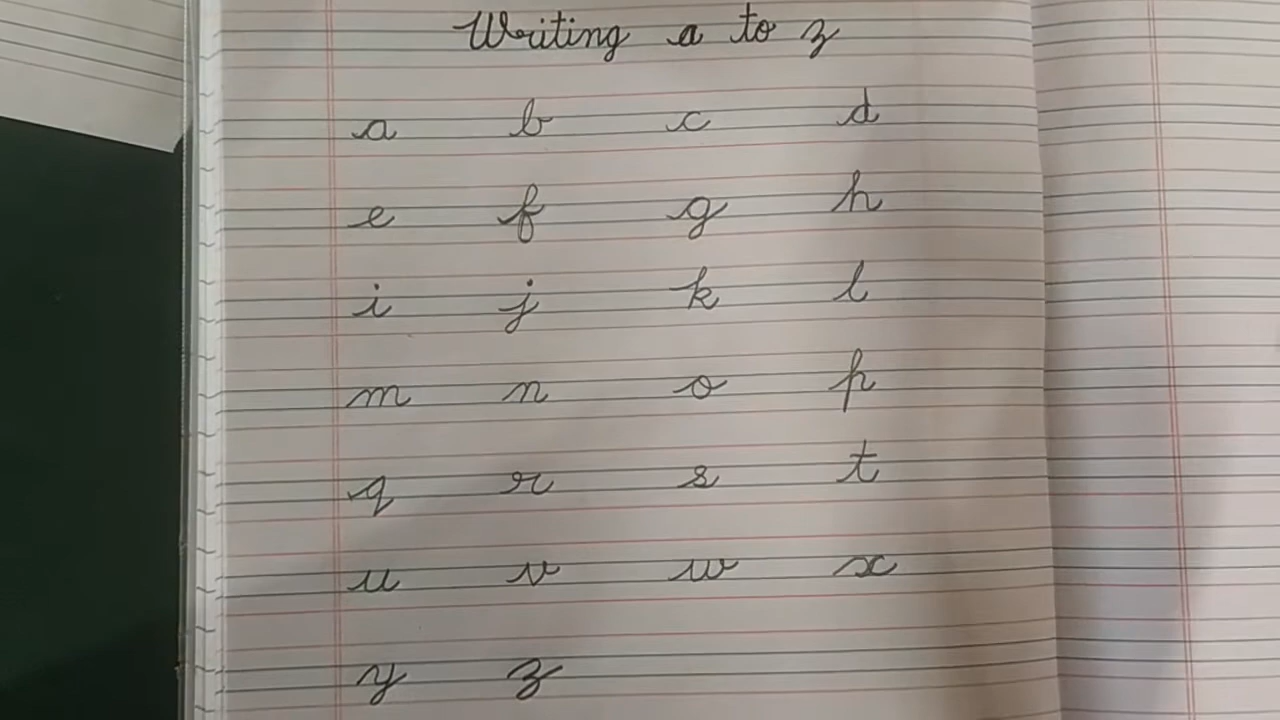 Writing a to z
a b c d
e f g h
i j k l
m n o p
q r s t
u v w x
y z